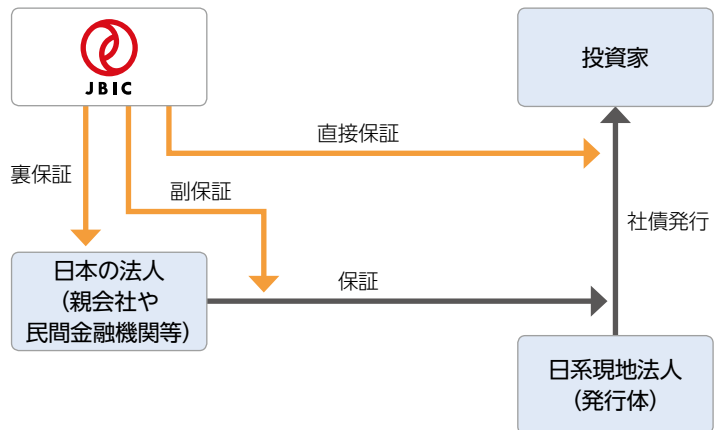 JBIC
投資家
直接保証
裏保証
副保証
社債発行
日本の法人
（親会社や
民間金融機関等）
保証
日系現地法人
（発行体）